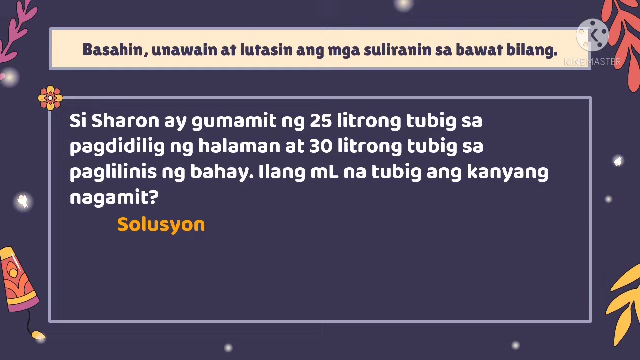 Basahin, unawain at lutasin ang mga suliranin sa bawat bilang.
KINEMASTER
Si Sharon ay gumamit ng 25 litrong tubig sa
pagdidilig ng halaman at 30 litrong tubig sa
paglilinis ng bahay. Ilang mL na tubig ang kanyang
nagamit?
Solusyon